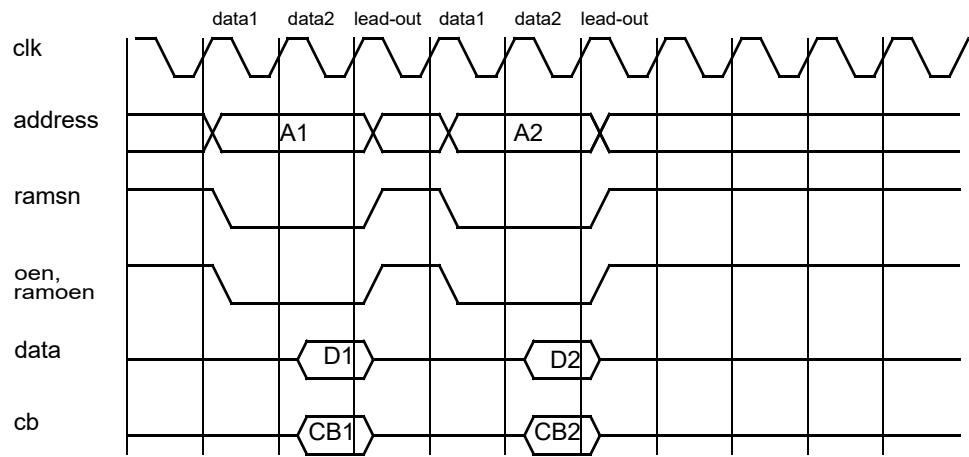 data1 data2 lead-out data1 data2 lead-out
clk
address A1 A2
ramsn
oen,
ramoen
data D1 D2
cb CB1 CB2